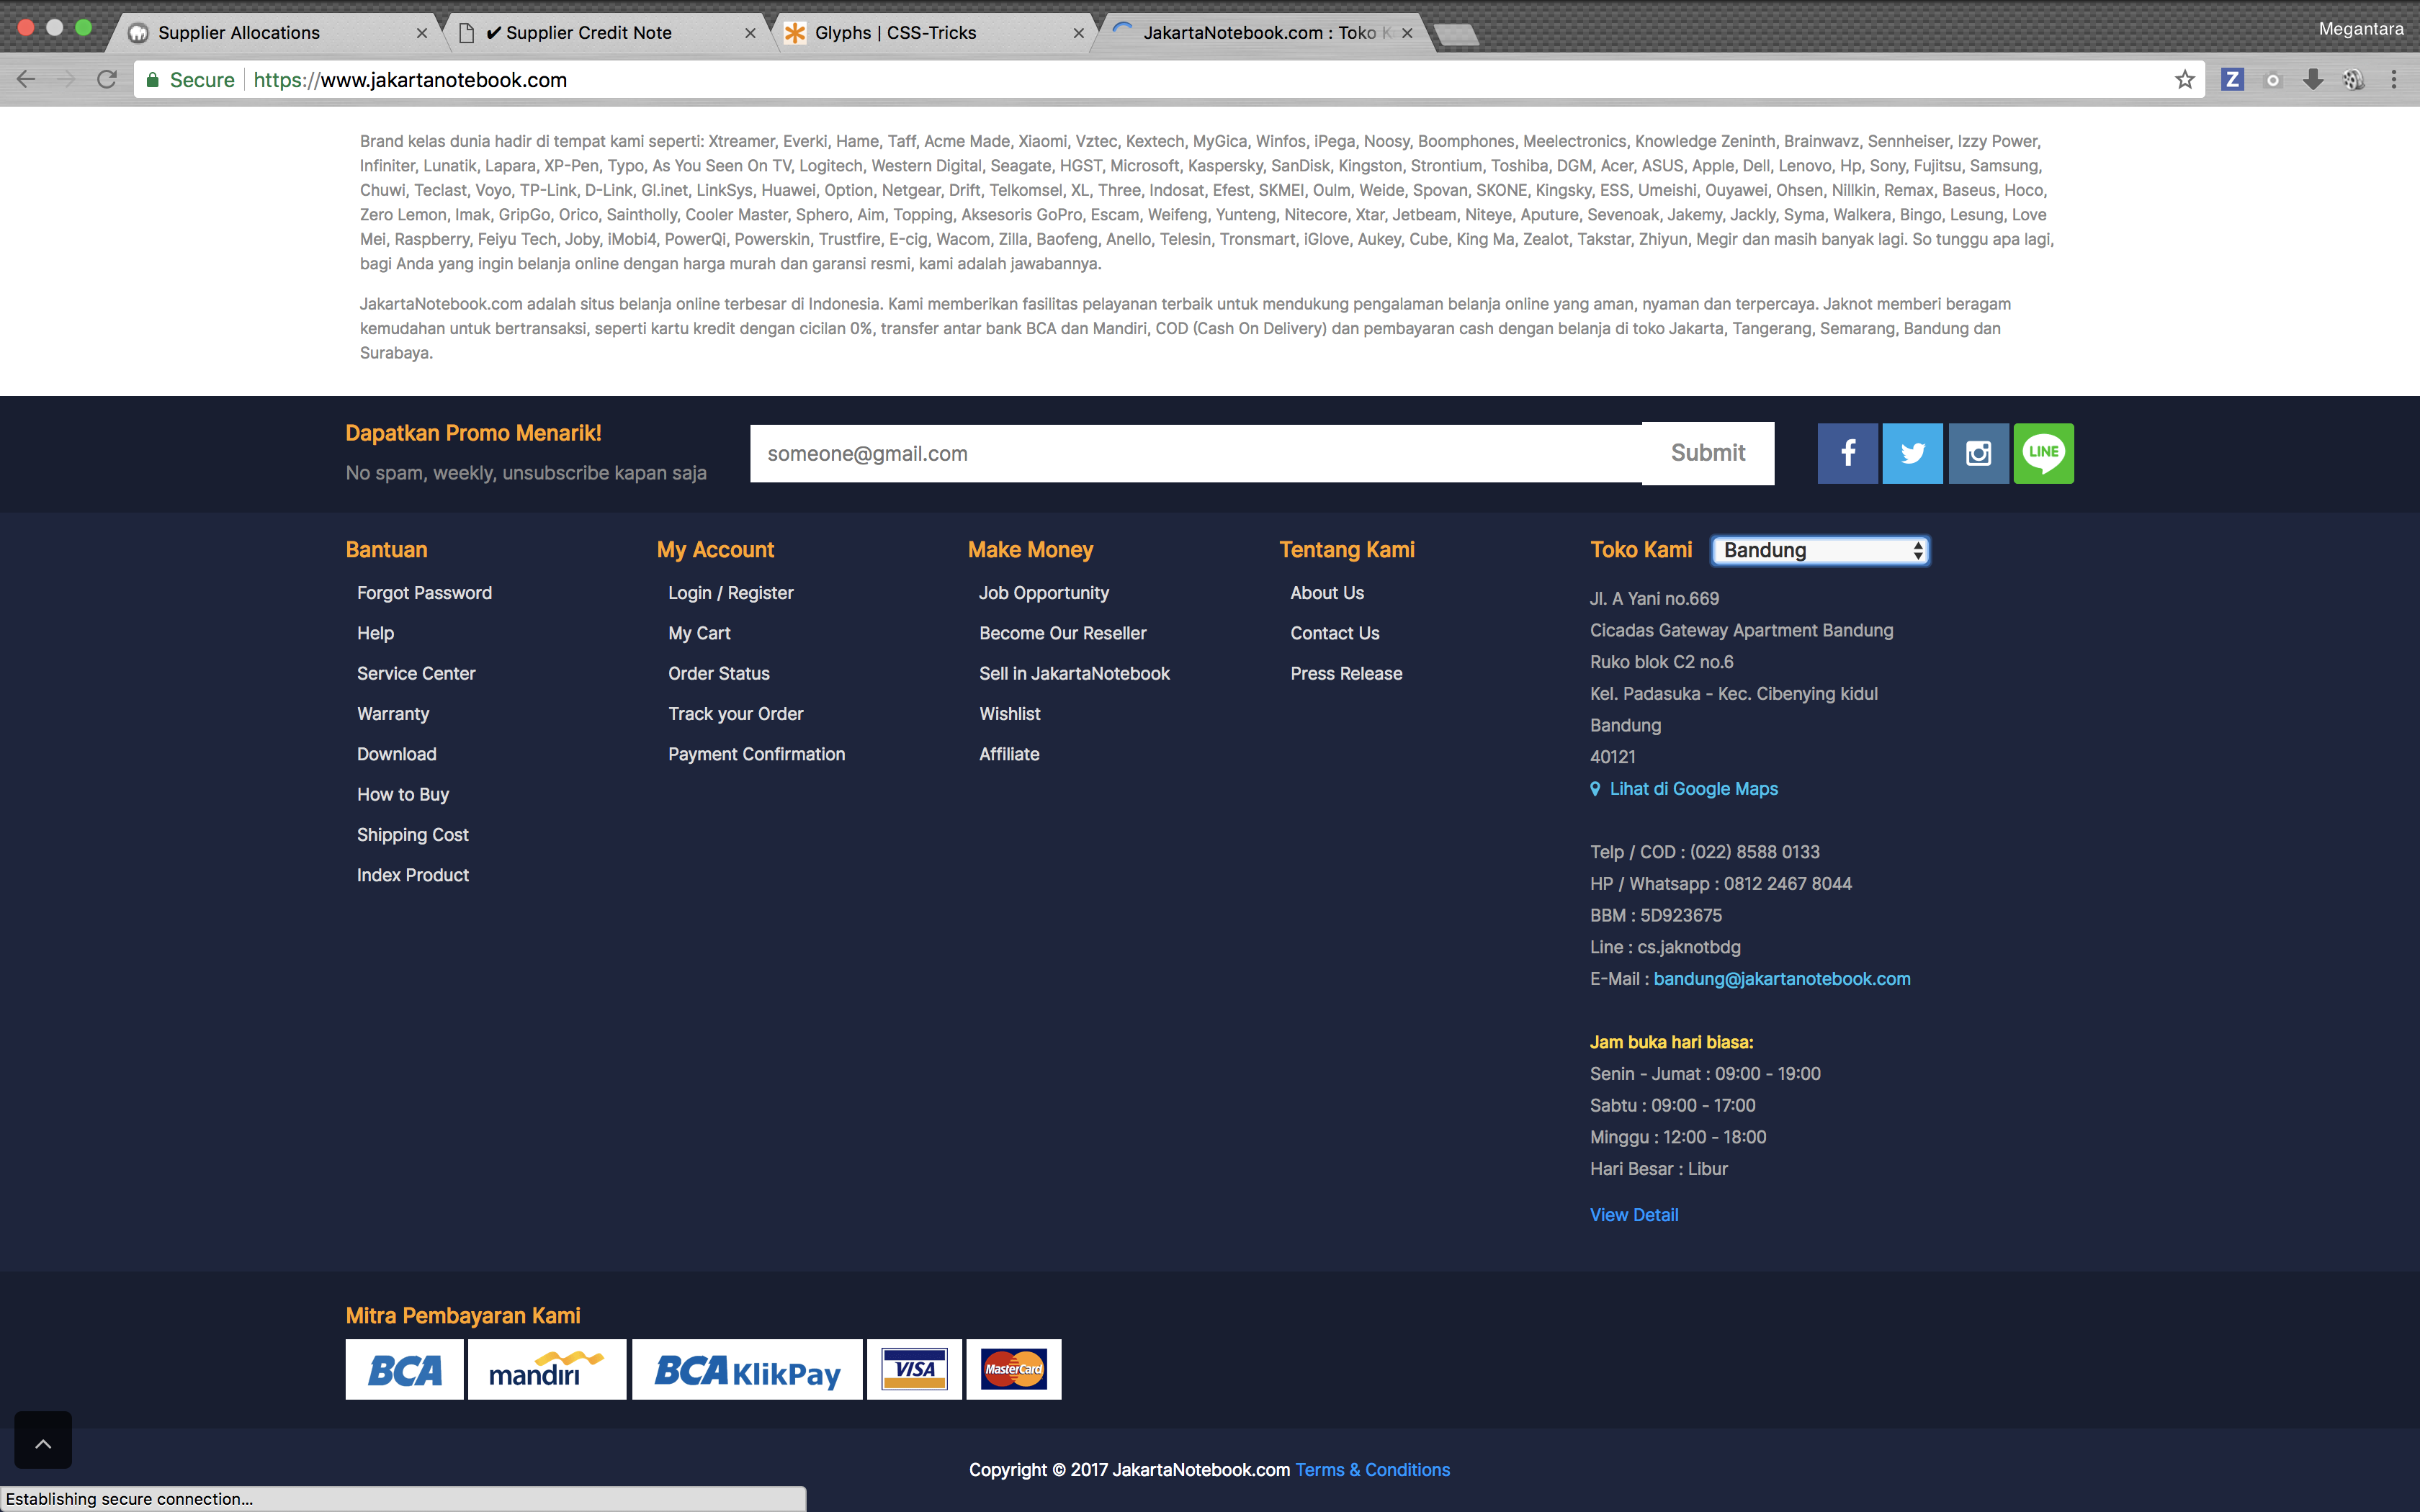 Supplier Allocations
✔ Supplier Credit Note
Glyphs | CSS-Tricks
JakartaNotebook.com : Toko K
Megantara
Secure
https://www.jakartanotebook.com
Brand kelas dunia hadir di tempat kami seperti: Xtreamer, Everki, Hame, Taff, Acme Made, Xiaomi, Vztec, Kextech, MyGica, Winfos, iPega, Noosy, Boomphones, Meelectronics, Knowledge Zeninth, Brainwavz, Sennheiser, Izzy Power,
Infiniter, Lunatik, Lapara, XP-Pen, Typo, As You Seen On TV, Logitech, Western Digital, Seagate, HGST, Microsoft, Kaspersky, SanDisk, Kingston, Strontium, Toshiba, DGM, Acer, ASUS, Apple, Dell, Lenovo, Hp, Sony, Fujitsu, Samsung,
Chuwi, Teclast, Voyo, TP-Link, D-Link, Gl.inet, LinkSys, Huawei, Option, Netgear, Drift, Telkomsel, XL, Three, Indosat, Efest, SKMEI, Oulm, Weide, Spovan, SKONE, Kingsky, ESS, Umeishi, Ouyawei, Ohsen, Nillkin, Remax, Baseus, Hoco,
Zero Lemon, Imak, GripGo, Orico, Saintholly, Cooler Master, Sphero, Aim, Topping, Aksesoris GoPro, Escam, Weifeng, Yunteng, Nitecore, Xtar, Jetbeam, Niteye, Aputure, Sevenoak, Jakemy, Jackly, Syma, Walkera, Bingo, Lesung, Love
Mei, Raspberry, Feiyu Tech, Joby, iMobi4, PowerQi, Powerskin, Trustfire, E-cig, Wacom, Zilla, Baofeng, Anello, Telesin, Tronsmart, iGlove, Aukey, Cube, King Ma, Zealot, Takstar, Zhiyun, Megir dan masih banyak lagi. So tunggu apa lagi,
bagi Anda yang ingin belanja online dengan harga murah dan garansi resmi, kami adalah jawabannya.
JakartaNotebook.com adalah situs belanja online terbesar di Indonesia. Kami memberikan fasilitas pelayanan terbaik untuk mendukung pengalaman belanja online yang aman, nyaman dan terpercaya. Jaknot memberi beragam
kemudahan untuk bertransaksi, seperti kartu kredit dengan cicilan 0%, transfer antar bank BCA dan Mandiri, COD (Cash On Delivery) dan pembayaran cash dengan belanja di toko Jakarta, Tangerang, Semarang, Bandung dan
Surabaya.
Dapatkan Promo Menarik!
No spam, weekly, unsubscribe kapan saja
someone@gmail.com
Submit
LINE
Bantuan
Forgot Password
Help
Service Center
Warranty
Download
How to Buy
Shipping Cost
Index Product
My Account
Login / Register
My Cart
Order Status
Track your Order
Payment Confirmation
Make Money
Job Opportunity
Become Our Reseller
Sell in JakartaNotebook
Wishlist
Affiliate
Tentang Kami
About Us
Contact Us
Press Release
Toko Kami
Bandung
Jl. A Yani no.669
Cicadas Gateway Apartment Bandung
Ruko blok C2 no.6
Kel. Padasuka - Kec. Cibenying kidul
Bandung
40121
Lihat di Google Maps
Telp / COD : (022) 8588 0133
HP / Whatsapp : 0812 2467 8044
BBM : 5D923675
Line : cs.jaknotbdg
E-Mail : bandung@jakartanotebook.com
Jam buka hari biasa:
Senin - Jumat : 09:00 - 19:00
Sabtu : 09:00 - 17:00
Minggu : 12:00 - 18:00
Hari Besar : Libur
View Detail
Mitra Pembayaran Kami
BCA
mandiri
BCA KlikPay
VISA
MasterCard
Copyright © 2017 JakartaNotebook.com Terms & Conditions
Establishing secure connection...